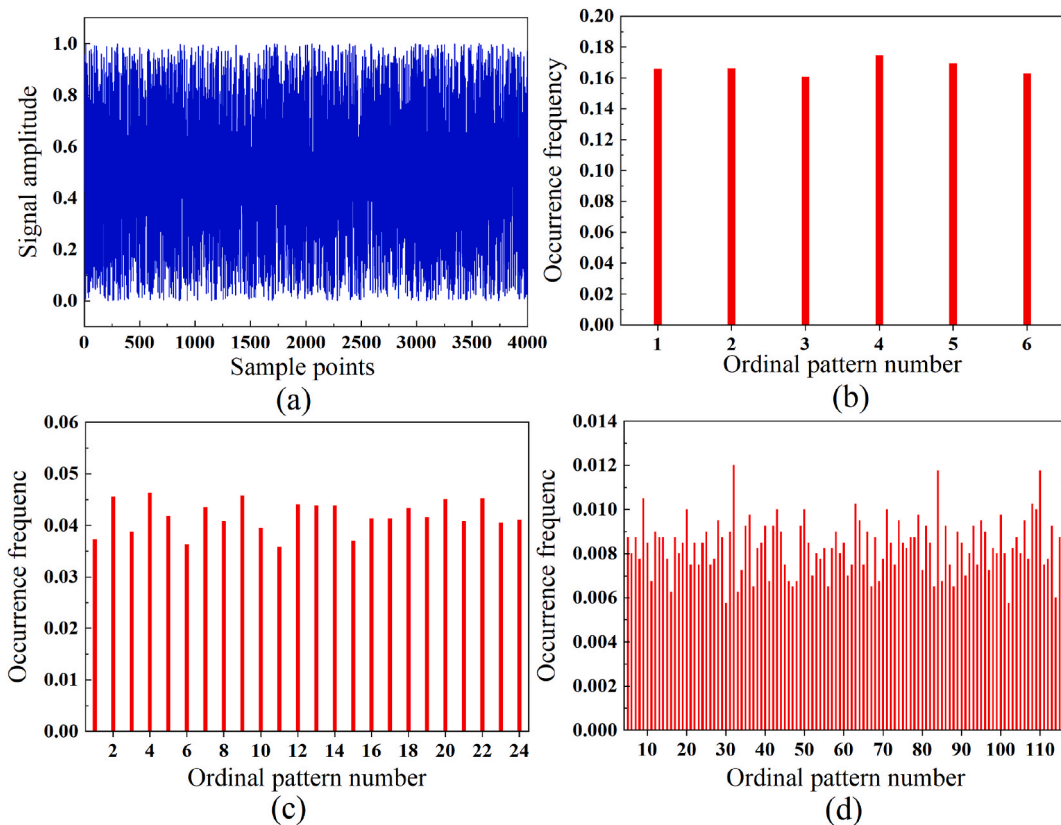 Signal amplitude
1.0
0.8
0.6
0.4
0.2
0.0
0 500 1000 1500 2000 2500 3000 3500 4000
Sample points
(a)
Occurrence frequency
0.20
0.18
0.16
0.14
0.12
0.10
0.08
0.06
0.04
0.02
0.00
1 2 3 4 5 6
Ordinal pattern number
(b)
Occurrence frequenc
0.06
0.05
0.04
0.03
0.02
0.01
0.00
2 4 6 8 10 12 14 16 18 20 22 24
Ordinal pattern number
(c)
Occurrence frequenc
0.014
0.012
0.010
0.008
0.006
0.004
0.002
0.000
10 20 30 40 50 60 70 80 90 100 110
Ordinal pattern number
(d)